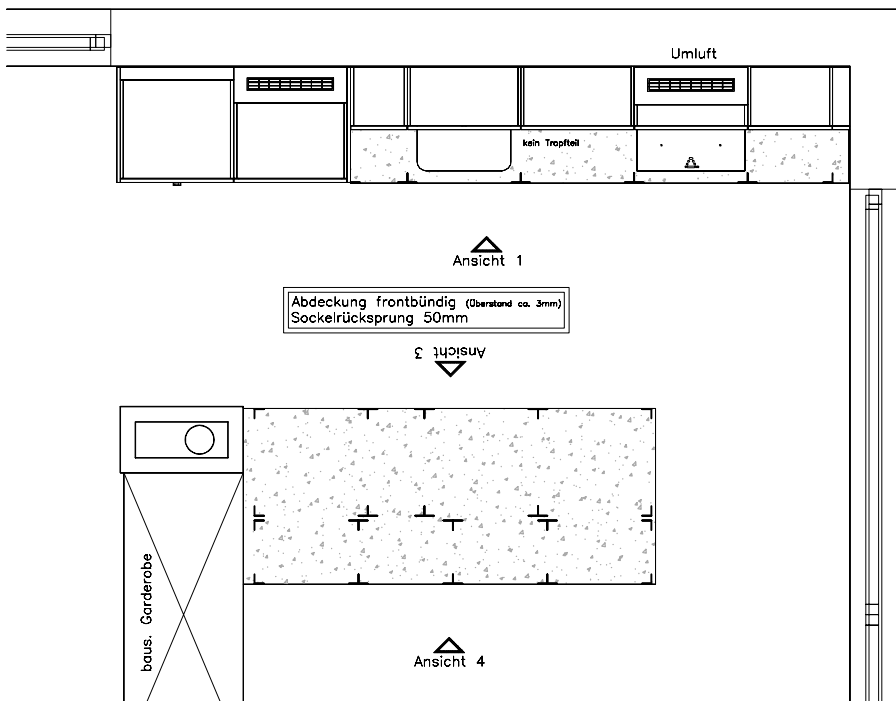 Umluft
kein Tropfteil
Ansicht 1
Abdeckung frontbündig (Überstand ca. 3mm)
Sockelrücksprung 50mm
Ansicht 3
baus. Garderobe
Ansicht 4